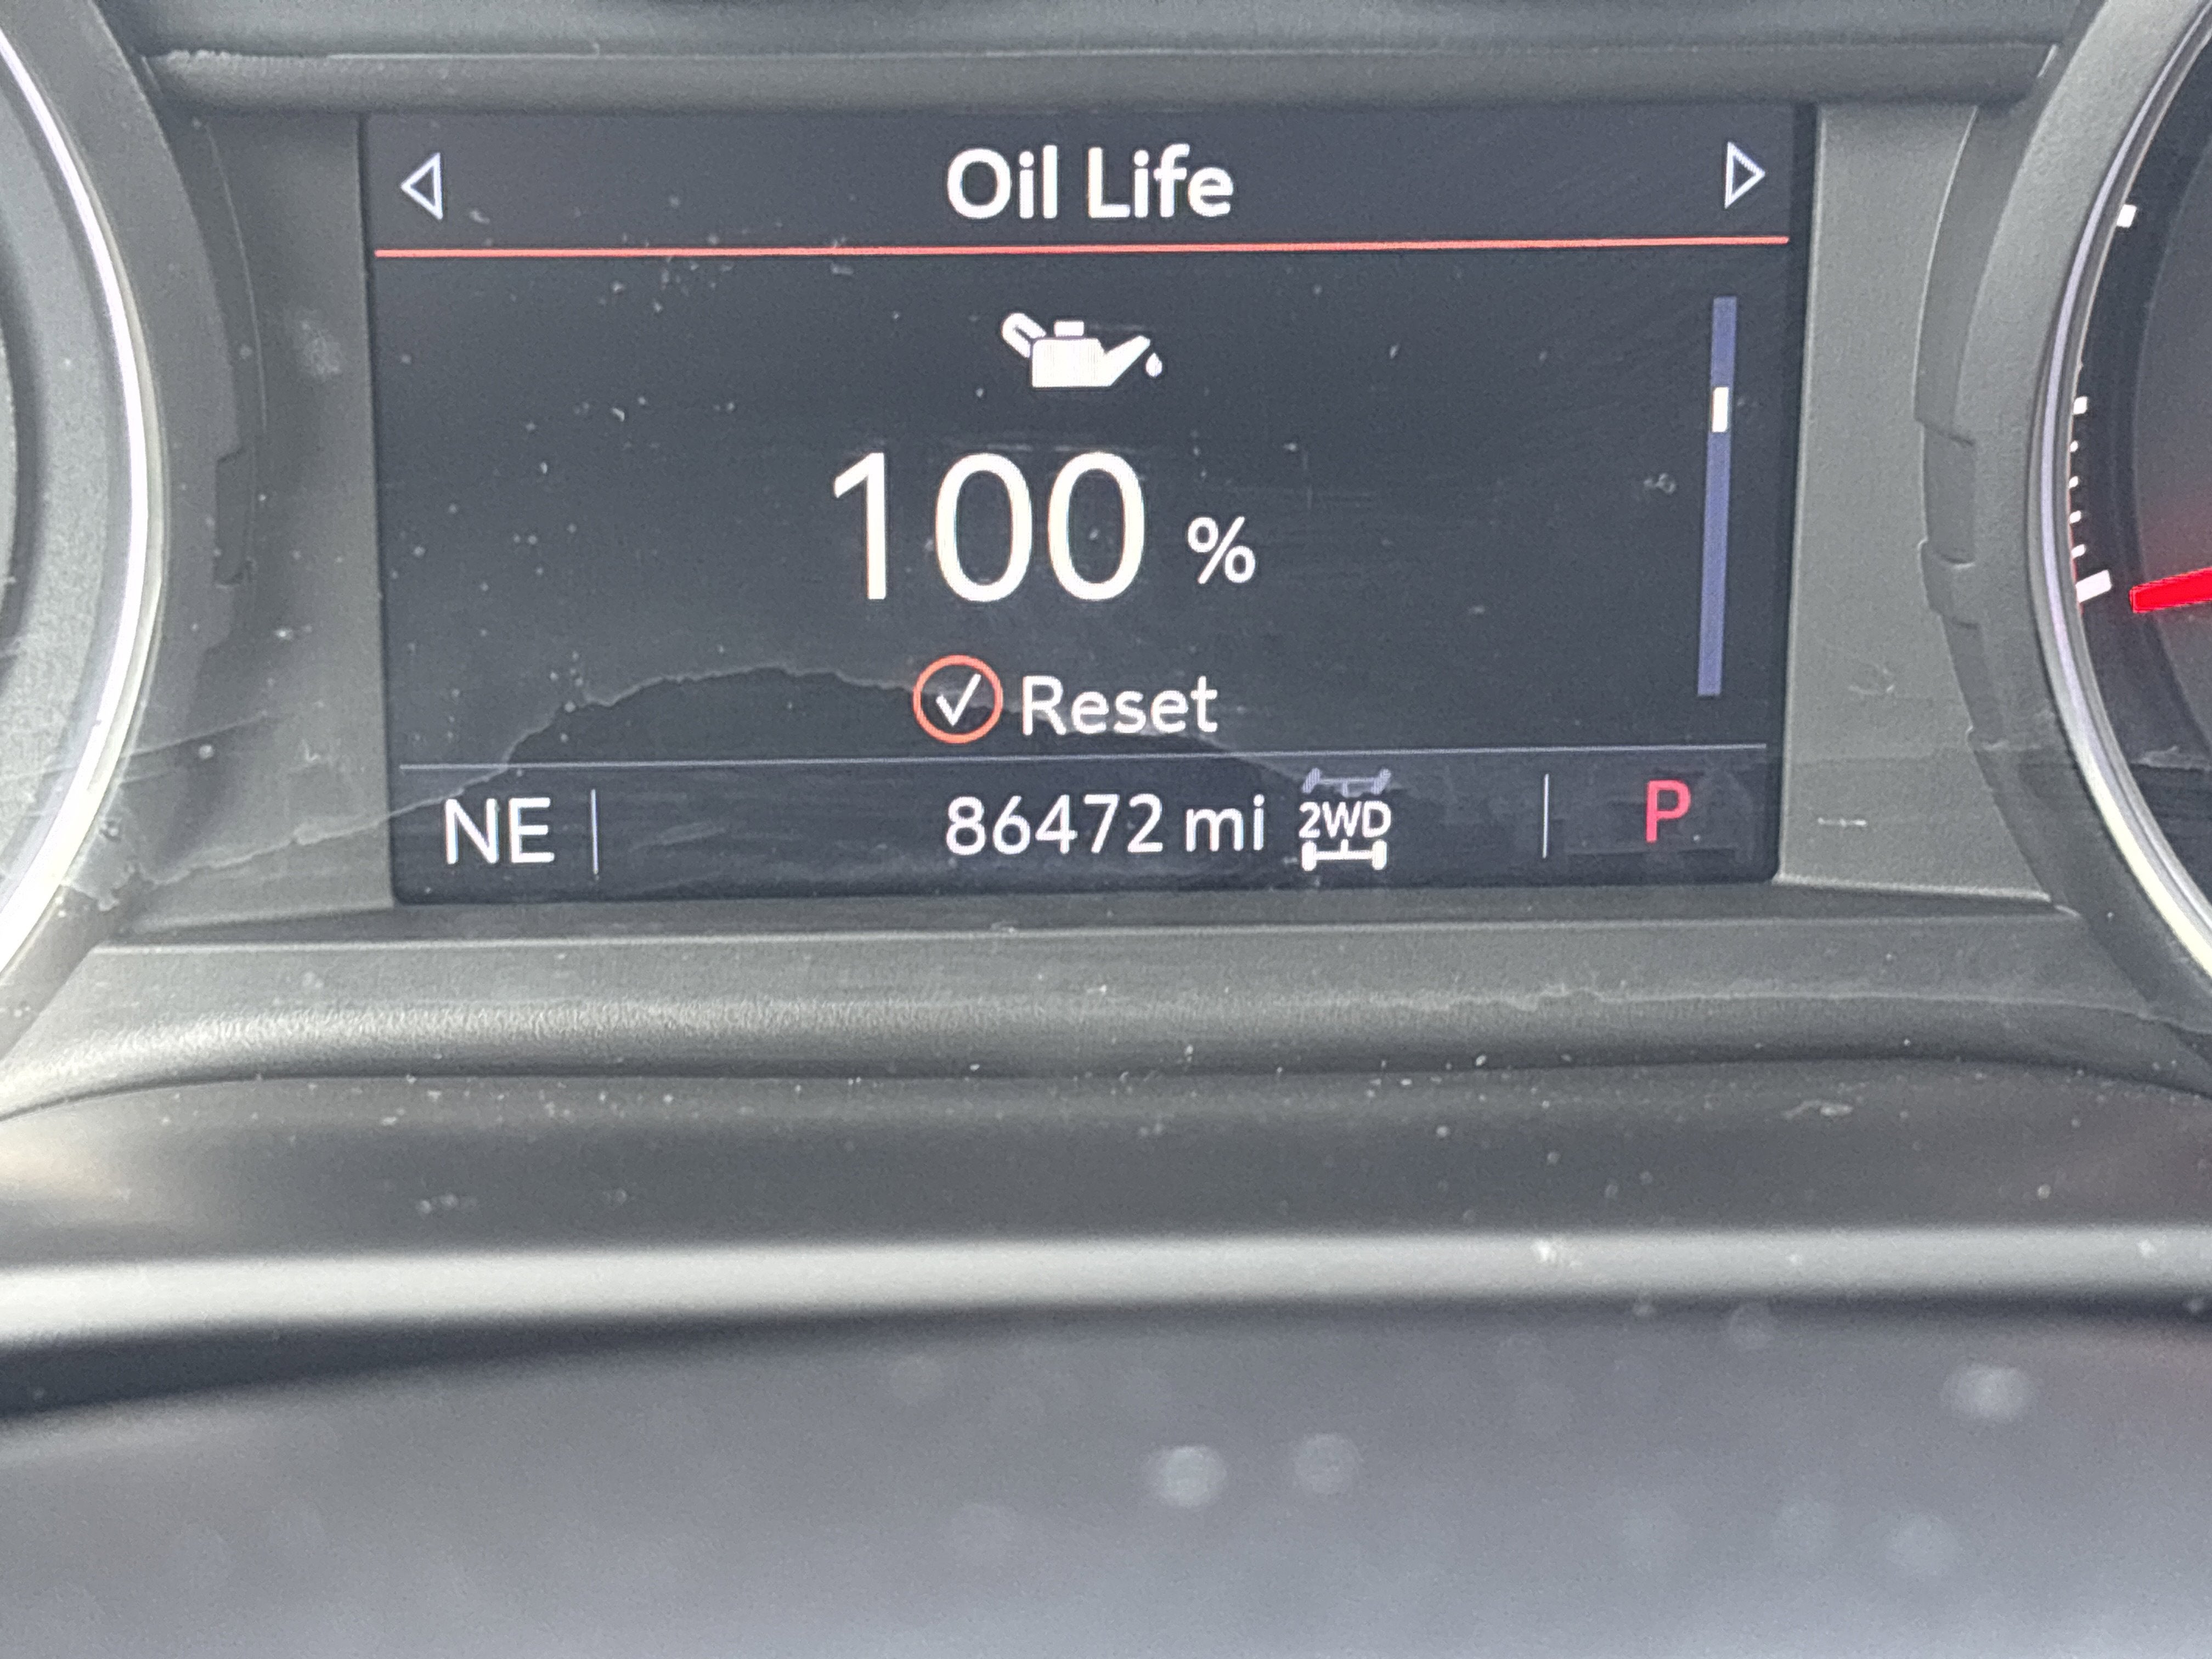 Oil Life
100 %
Reset
NE 86472 mi 2WD P